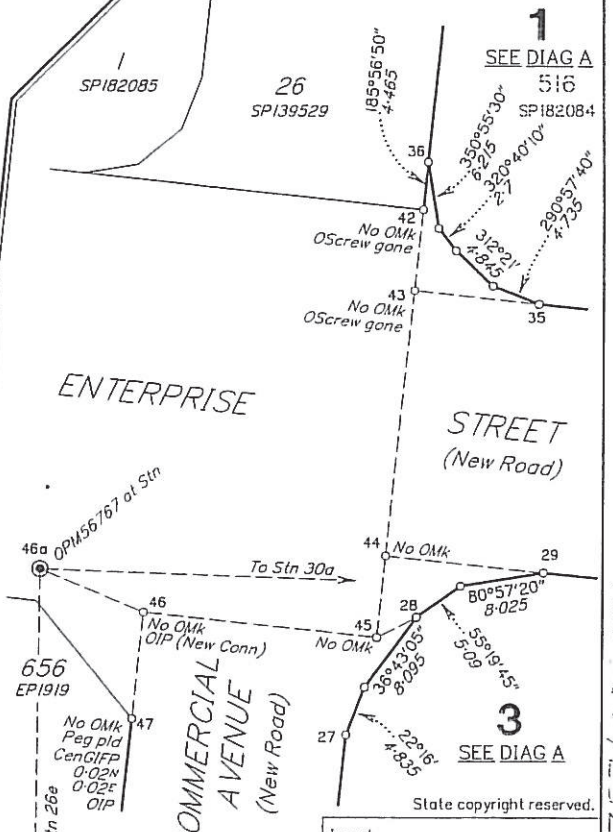 1
SEE DIAG A
516
SP182084
1
SP182085
26
SP139529
185°56'50"
4·465
36
350°55'30"
6·215
320°40'10"
2·7
290°57'40"
4·735
312°21'
4·845
42
No OMk
OScrew gone
43
No OMk
OScrew gone
35
ENTERPRISE
STREET
(New Road)
OPM56767 at Stn
46a
To Stn 30a
44
No OMk
29
46
No OMk
OIP (New Conn)
45
No OMk
28
80°57'20"
8·025
55°19'45"
5·09
36°43'05"
8·095
27
22°16'
4·835
3
SEE DIAG A
656
EP1919
47
No OMk
Peg pld
CenGIFP
0·02N
0·02E
OIP
OMMERCIAL
AVENUE
(New Road)
tn 26e
State copyright reserved.